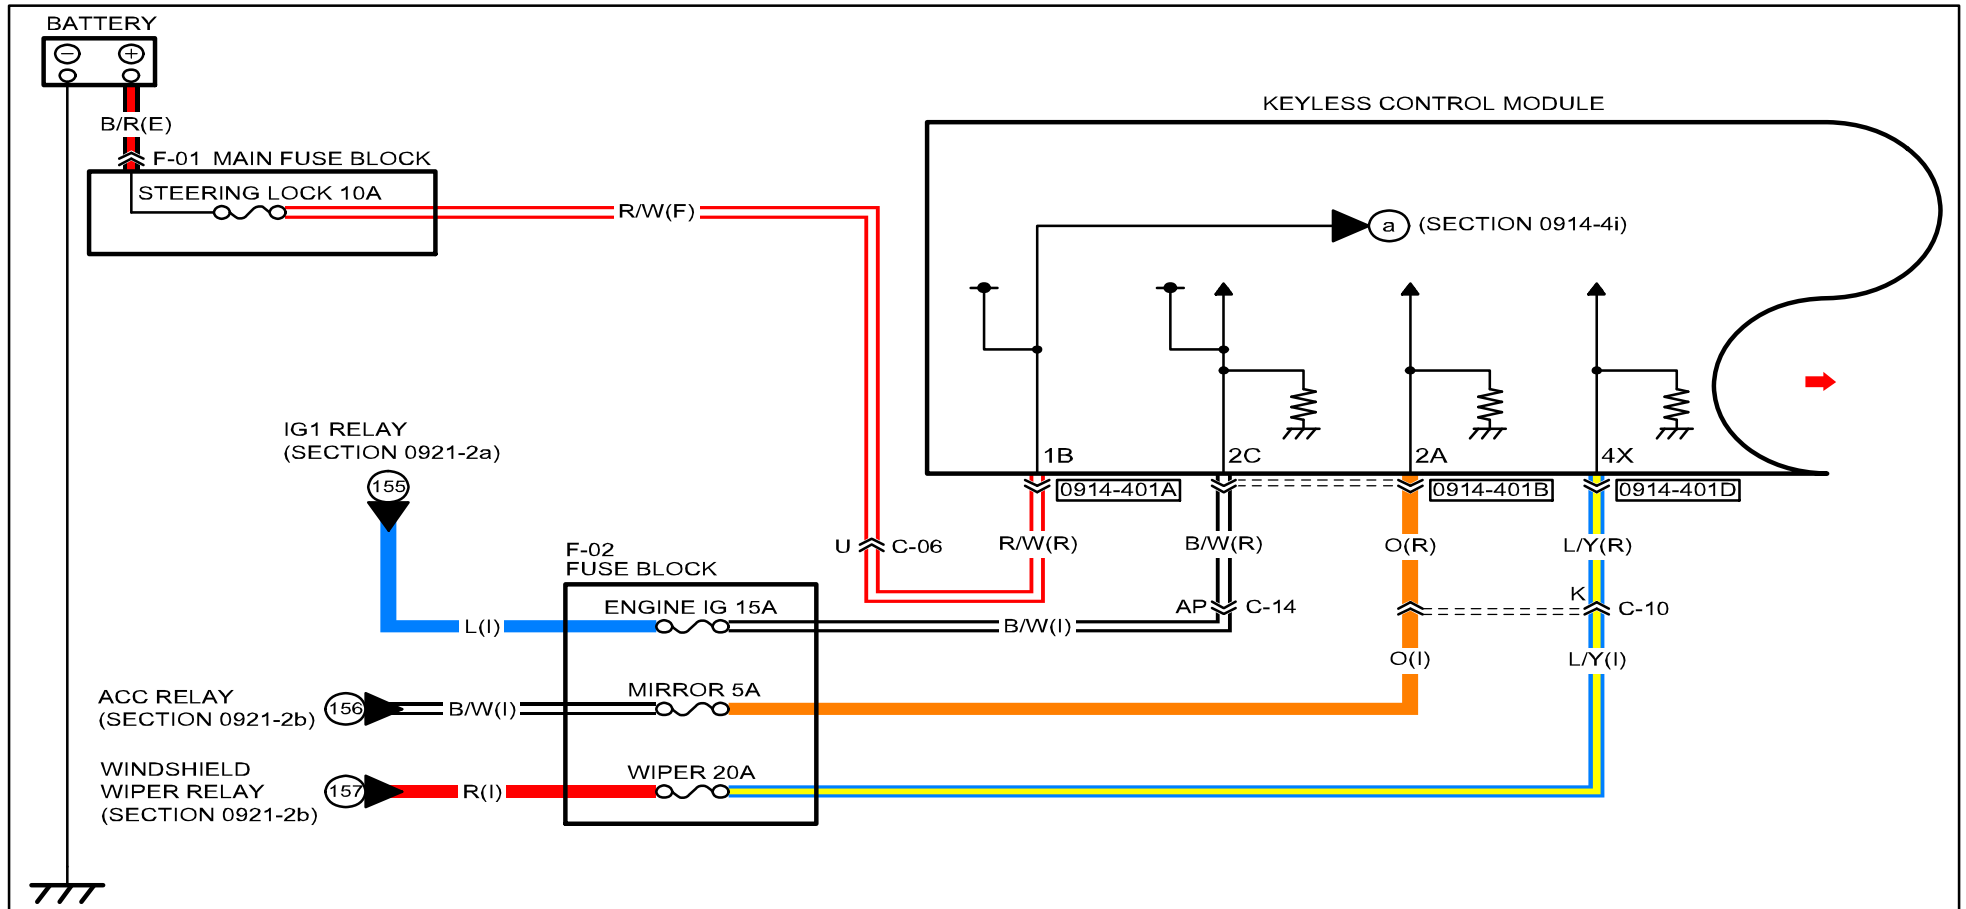 BATTERY
− +
B/R(E)
F-01 MAIN FUSE BLOCK
STEERING LOCK 10A
R/W(F)
KEYLESS CONTROL MODULE
a (SECTION 0914-4i)
1B 2C 2A 4X
0914-401A 0914-401B 0914-401D
IG1 RELAY
(SECTION 0921-2a)
155
U C-06
R/W(R) B/W(R) O(R) L/Y(R)
F-02
FUSE BLOCK
ENGINE IG 15A
L(I)
B/W(I)
AP C-14
K C-10
O(I) L/Y(I)
ACC RELAY
(SECTION 0921-2b)
156
B/W(I)
MIRROR 5A
WINDSHIELD
WIPER RELAY
(SECTION 0921-2b)
157
R(I)
WIPER 20A